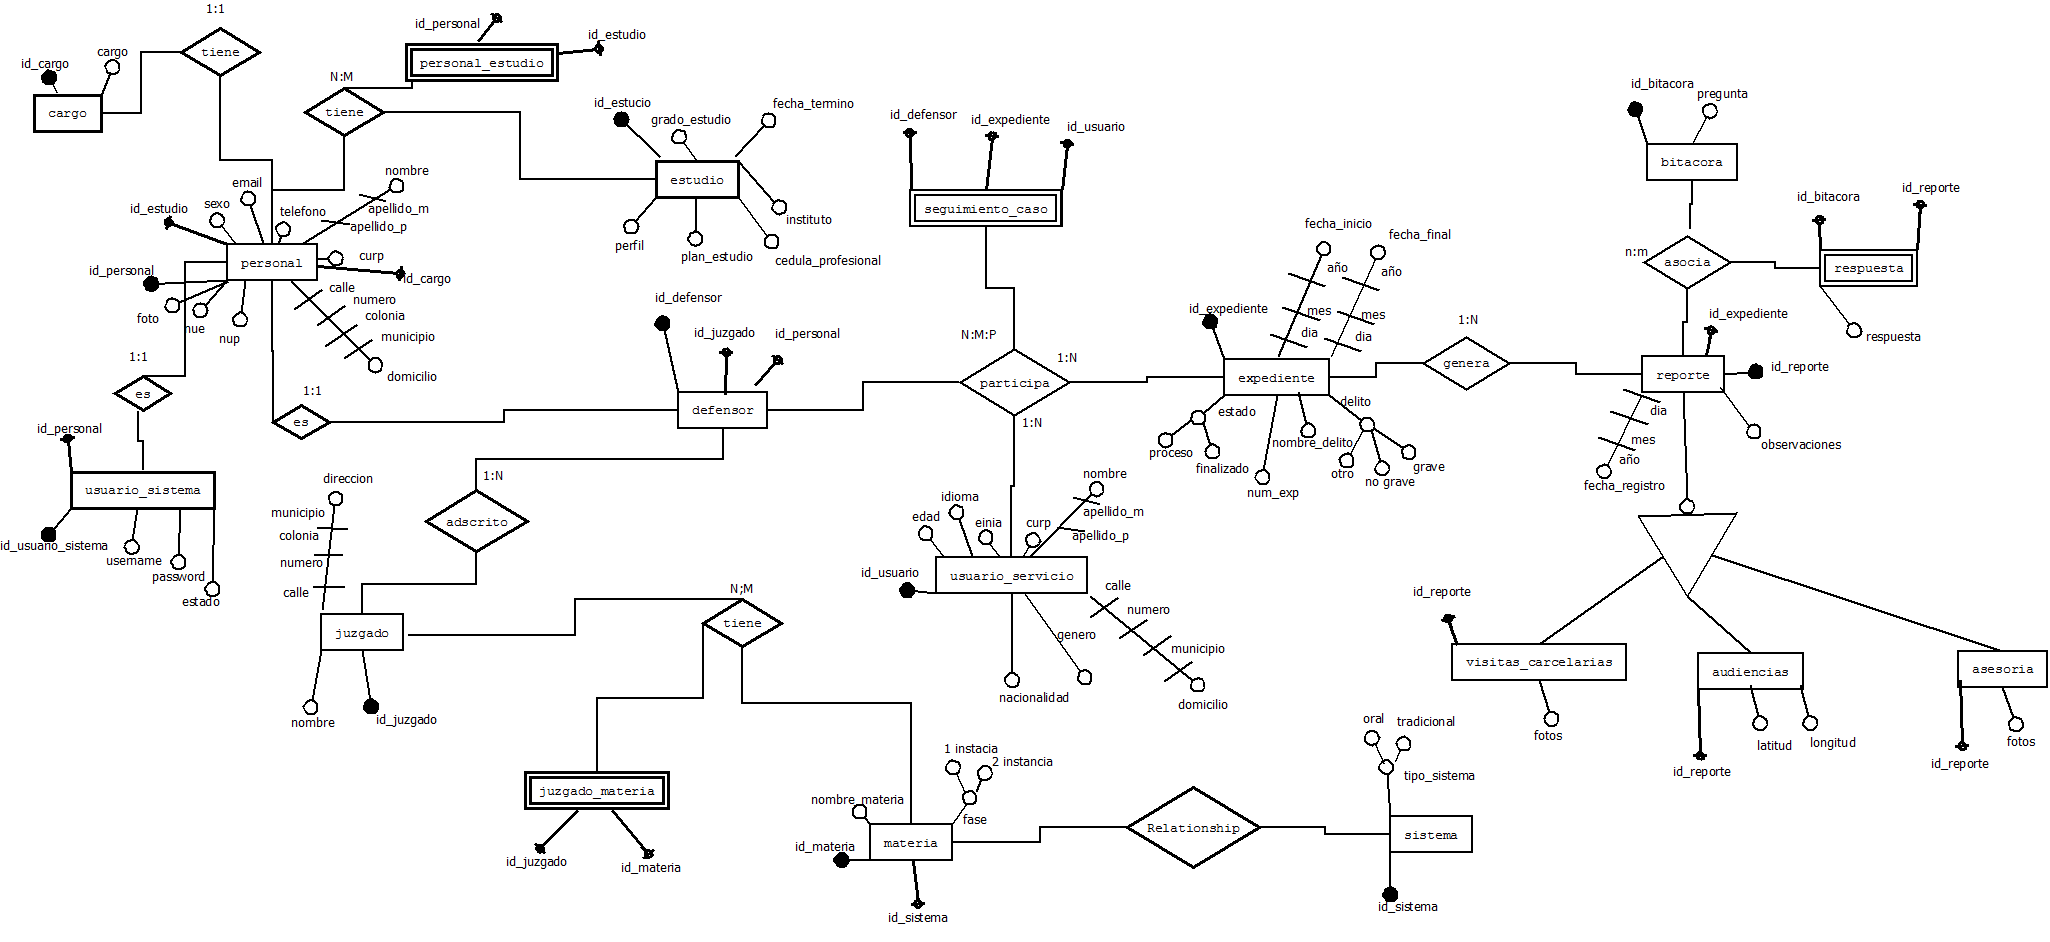 1:1
id_cargo
cargo
cargo
tiene
id_personal
id_estudio
personal_estudio
N:M
tiene
id_estucio
grado_estudio
fecha_termino
estudio
instituto
perfil
plan_estudio
cedula_profesional
id_estudio
sexo
email
telefono
nombre
apellido_m
apellido_p
curp
id_cargo
personal
id_personal
foto
nue
nup
calle
numero
colonia
municipio
domicilio
1:1
es
1:1
es
id_personal
usuario_sistema
id_usuario_sistema
username
password
estado
id_defensor
id_juzgado
id_personal
defensor
1:N
adscrito
direccion
municipio
colonia
numero
calle
juzgado
nombre
id_juzgado
N;M
tiene
juzgado_materia
id_juzgado
id_materia
id_defensor
id_expediente
id_usuario
seguimiento_caso
N:M:P
1:N
participa
1:N
edad
idioma
einia
curp
nombre
apellido_m
apellido_p
id_usuario
usuario_servicio
nacionalidad
genero
calle
numero
municipio
domicilio
fecha_inicio
fecha_final
año
mes
dia
año
mes
dia
id_expediente
expediente
estado
proceso
finalizado
num_exp
nombre_delito
delito
otro
no grave
grave
1:N
genera
id_bitacora
pregunta
bitacora
n:m
asocia
id_bitacora
id_reporte
respuesta
respuesta
id_expediente
id_reporte
reporte
dia
mes
año
fecha_registro
observaciones
id_reporte
visitas_carcelarias
fotos
audiencias
id_reporte
latitud
longitud
asesoria
id_reporte
fotos
1 instacia
2 instancia
nombre_materia
fase
id_materia
materia
id_sistema
Relationship
oral
tradicional
tipo_sistema
sistema
id_sistema